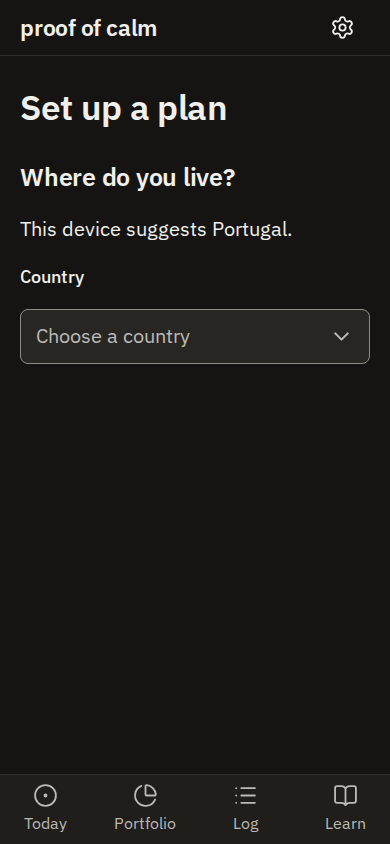 proof of calm
Set up a plan
Where do you live?
This device suggests Portugal.
Country
Choose a country
Today
Portfolio
Log
Learn